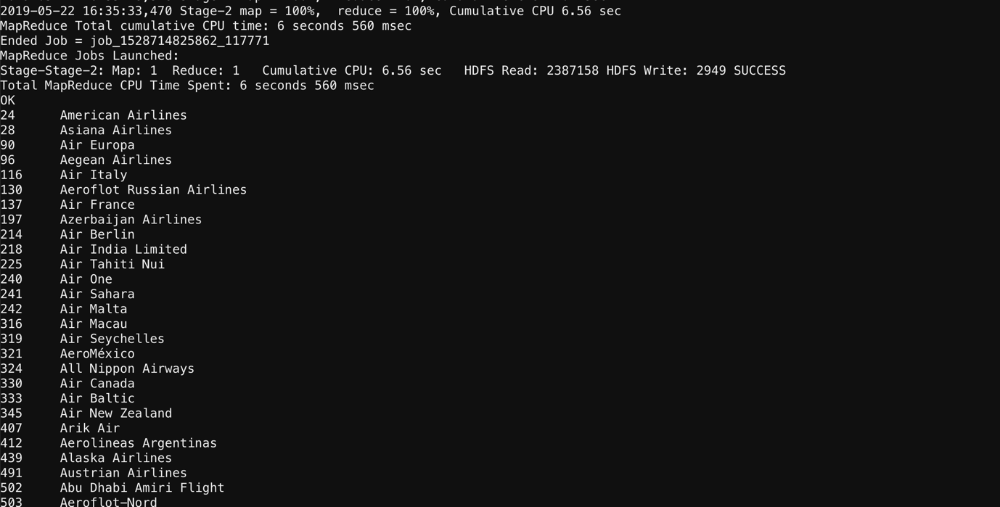 2019-05-22 16:35:33,470 Stage-2 map = 100%,  reduce = 100%, Cumulative CPU 6.56 sec
MapReduce Total cumulative CPU time: 6 seconds 560 msec
Ended Job = job_1528714825862_117771
MapReduce Jobs Launched:
Stage-Stage-2: Map: 1  Reduce: 1   Cumulative CPU: 6.56 sec   HDFS Read: 2387158 HDFS Write: 2949 SUCCESS
Total MapReduce CPU Time Spent: 6 seconds 560 msec
OK
24      American Airlines
28      Asiana Airlines
90      Air Europa
96      Aegean Airlines
116     Air Italy
130     Aeroflot Russian Airlines
137     Air France
197     Azerbaijan Airlines
214     Air Berlin
218     Air India Limited
225     Air Tahiti Nui
240     Air One
241     Air Sahara
242     Air Malta
316     Air Macau
319     Air Seychelles
321     AeroMéxico
324     All Nippon Airways
330     Air Canada
333     Air Baltic
345     Air New Zealand
407     Arik Air
412     Aerolineas Argentinas
439     Alaska Airlines
491     Austrian Airlines
502     Abu Dhabi Amiri Flight
503     Aeroflot-Nord